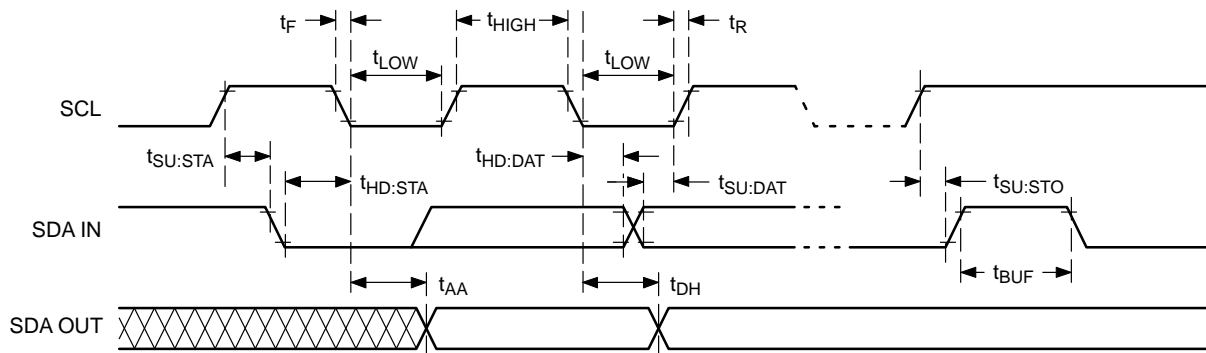 tF
tHIGH
tR
tLOW
tLOW
SCL
tSU:STA
tHD:STA
tHD:DAT
tSU:DAT
tSU:STO
SDA IN
tBUF
tAA
tDH
SDA OUT